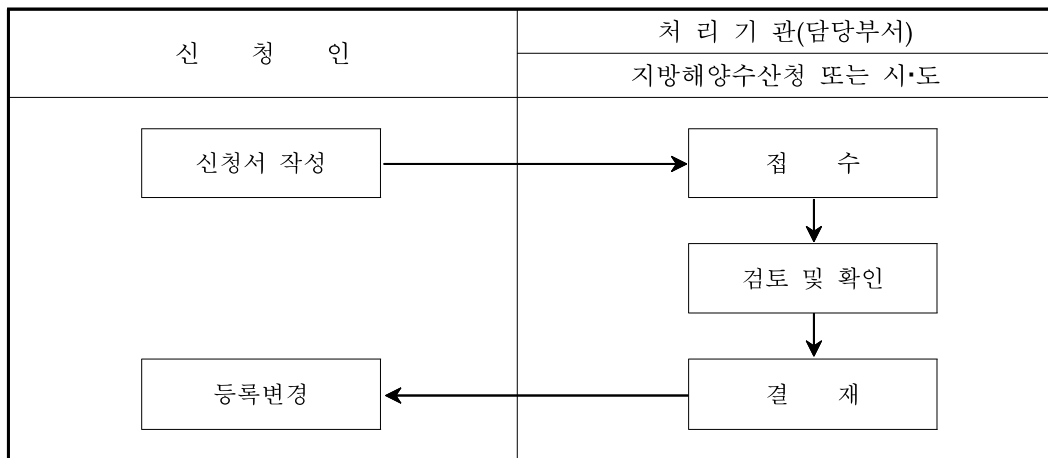 신 청 인
처 리 기 관(담당부서)
지방해양수산청 또는 시·도
신청서 작성
접 수
검토 및 확인
등록변경
결 재